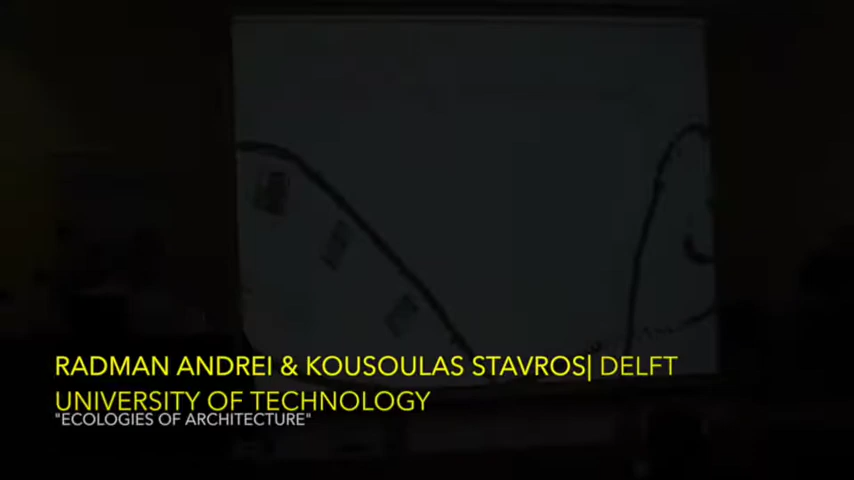 RADMAN ANDREI & KOUSOULAS STAVROS| DELFT
UNIVERSITY OF TECHNOLOGY
"ECOLOGIES OF ARCHITECTURE"